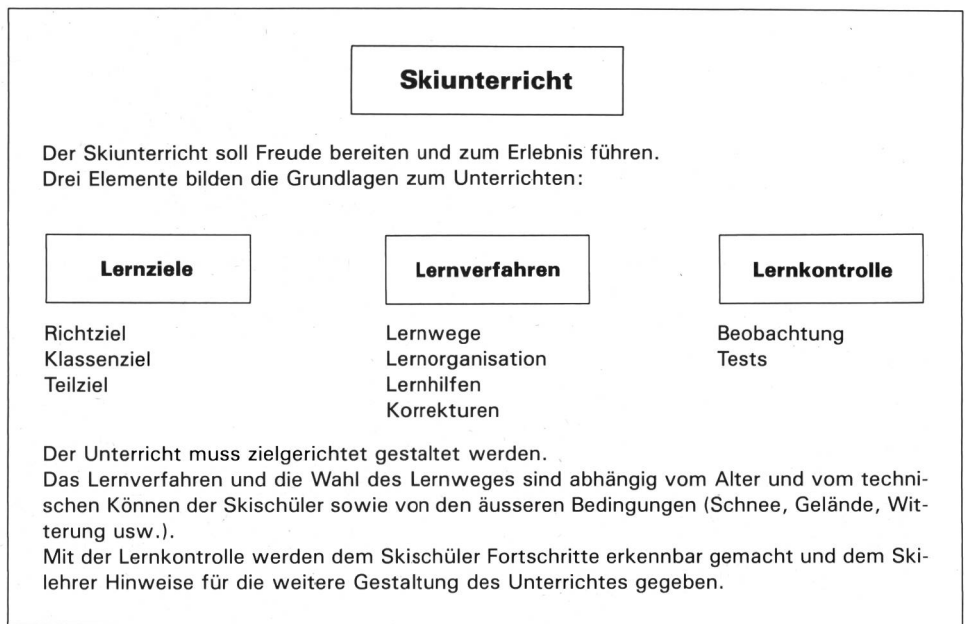 Skiunterricht
Der Skiunterricht soll Freude bereiten und zum Erlebnis führen.
Drei Elemente bilden die Grundlagen zum Unterrichten:
Lernziele
Richtziel
Klassenziel
Teilziel
Lernverfahren
Lernwege
Lernorganisation
Lernhilfen
Korrekturen
Lernkontrolle
Beobachtung
Tests
Der Unterricht muss zielgerichtet gestaltet werden.
Das Lernverfahren und die Wahl des Lernweges sind abhängig vom Alter und vom techni-
schen Können der Skischüler sowie von den äusseren Bedingungen (Schnee, Gelände, Wit-
terung usw.).
Mit der Lernkontrolle werden dem Skischüler Fortschritte erkennbar gemacht und dem Ski-
lehrer Hinweise für die weitere Gestaltung des Unterrichtes gegeben.